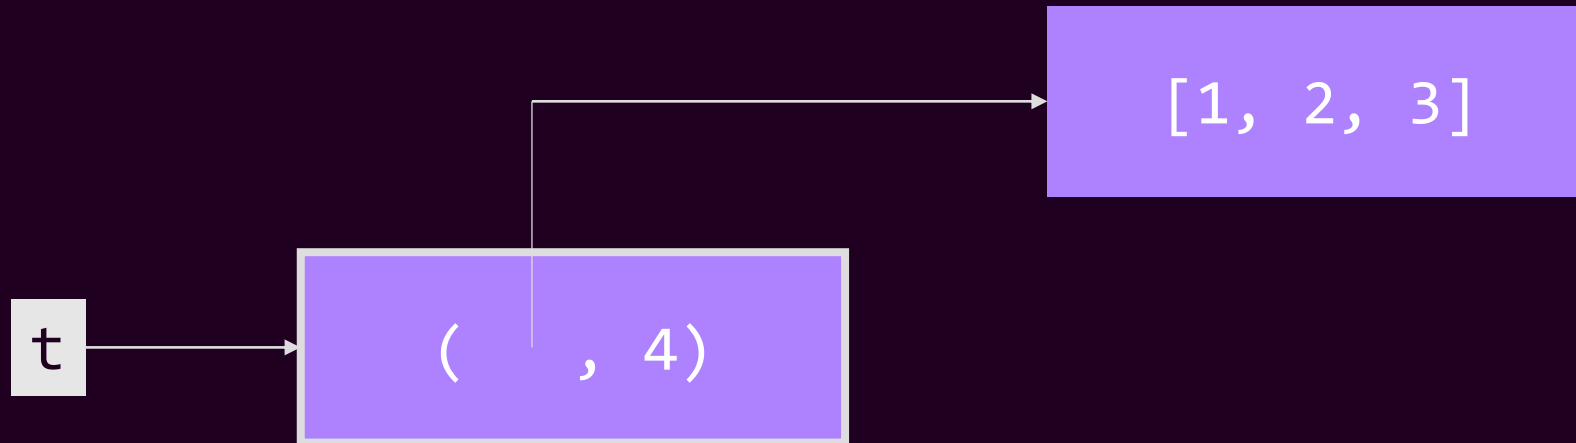 [1, 2, 3]
t
( , 4)